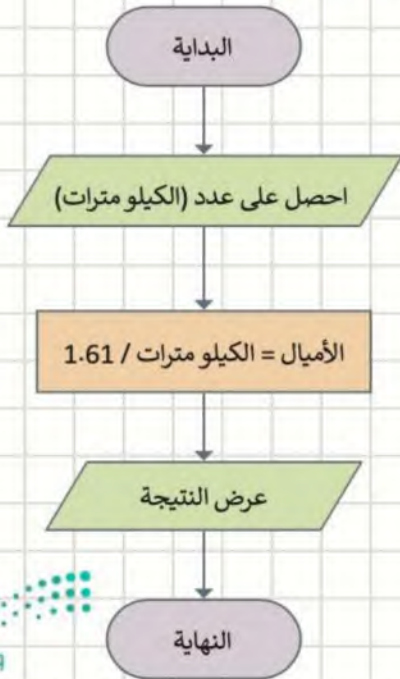 البداية
احصل على عدد (الكيلو مترات)
الأميال = الكيلو مترات / 1.61
عرض النتيجة
النهاية